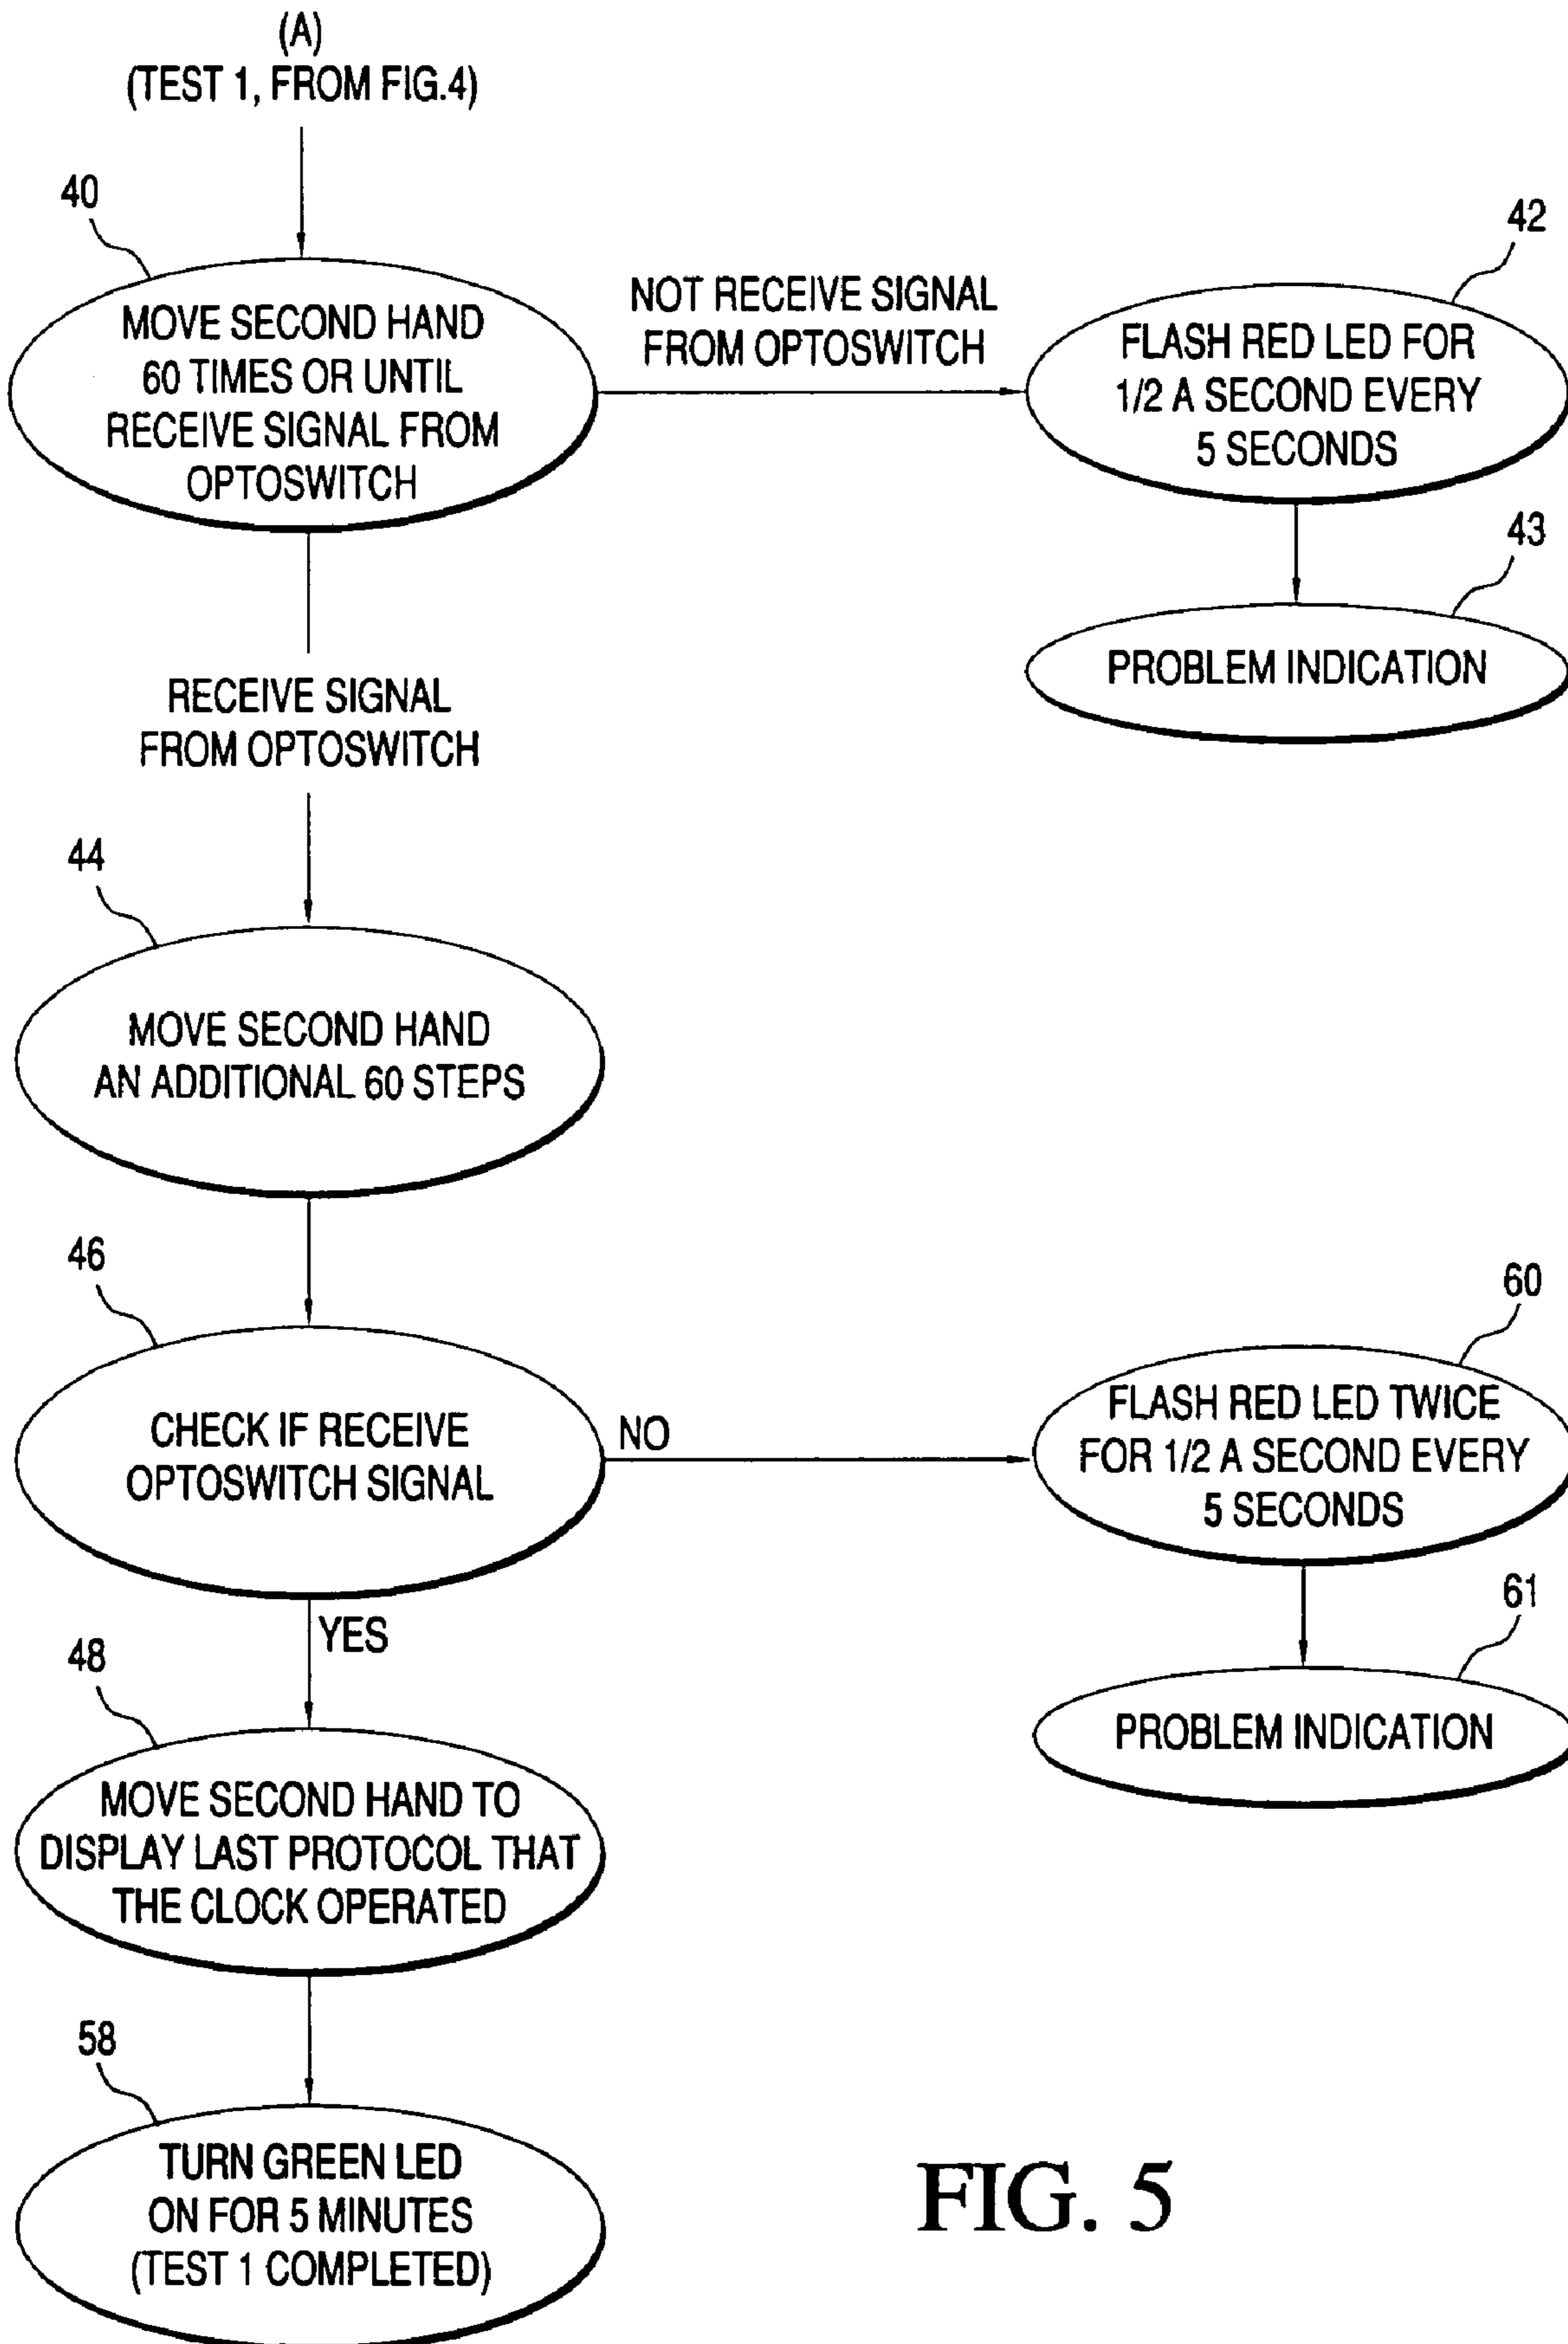 (A)
(TEST 1, FROM FIG.4)
40
MOVE SECOND HAND
60 TIMES OR UNTIL
RECEIVE SIGNAL FROM
OPTOSWITCH
NOT RECEIVE SIGNAL
FROM OPTOSWITCH
42
FLASH RED LED FOR
1/2 A SECOND EVERY
5 SECONDS
43
PROBLEM INDICATION
RECEIVE SIGNAL
FROM OPTOSWITCH
44
MOVE SECOND HAND
AN ADDITIONAL 60 STEPS
46
CHECK IF RECEIVE
OPTOSWITCH SIGNAL
NO
60
FLASH RED LED TWICE
FOR 1/2 A SECOND EVERY
5 SECONDS
61
PROBLEM INDICATION
YES
48
MOVE SECOND HAND TO
DISPLAY LAST PROTOCOL THAT
THE CLOCK OPERATED
58
TURN GREEN LED
ON FOR 5 MINUTES
(TEST 1 COMPLETED)
FIG. 5